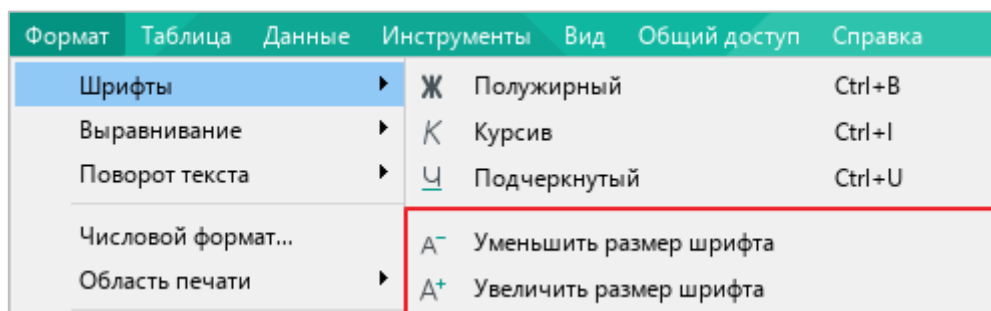 Формат Таблица Данные Инструменты Вид Общий доступ Справка
Шрифты Ж Полужирный Ctrl+B
Выравнивание К Курсив Ctrl+I
Поворот текста Ч Подчеркнутый Ctrl+U
Числовой формат... A− Уменьшить размер шрифта
Область печати A+ Увеличить размер шрифта